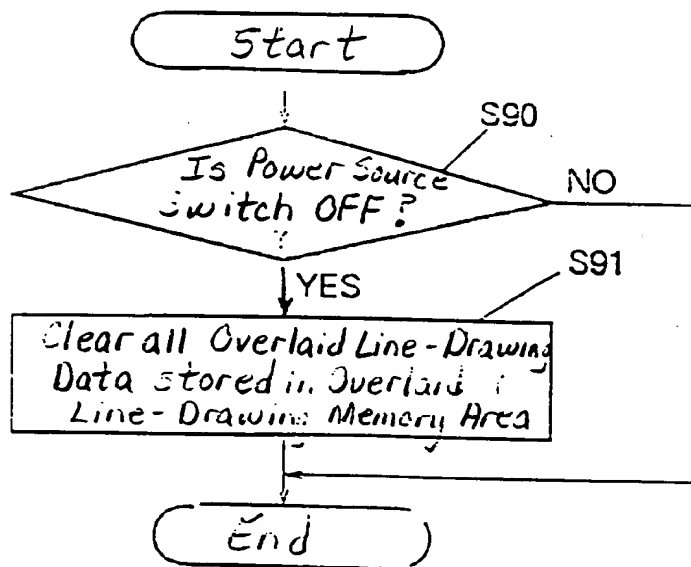 Start
S90
Is Power Source
Switch OFF?
NO
YES
S91
Clear all Overlaid Line-Drawing
Data stored in Overlaid
Line-Drawing Memory Area
End